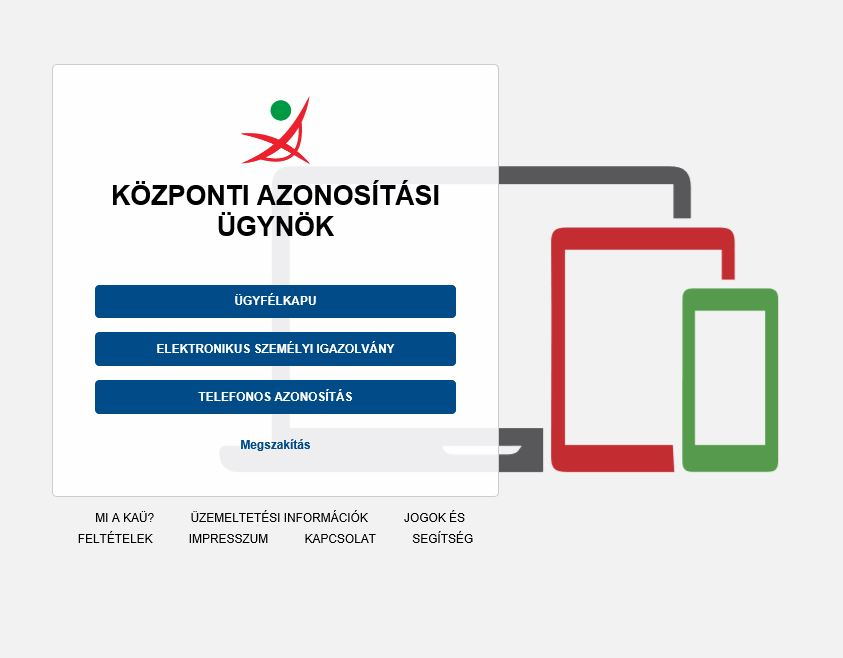 KÖZPONTI AZONOSÍTÁSI
ÜGYNÖK
ÜGYFÉLKAPU
ELEKTRONIKUS SZEMÉLYI IGAZOLVÁNY
TELEFONOS AZONOSÍTÁS
Megszakítás
MI A KAÜ? ÜZEMELTETÉSI INFORMÁCIÓK JOGOK ÉS
FELTÉTELEK IMPRESSZUM KAPCSOLAT SEGÍTSÉG